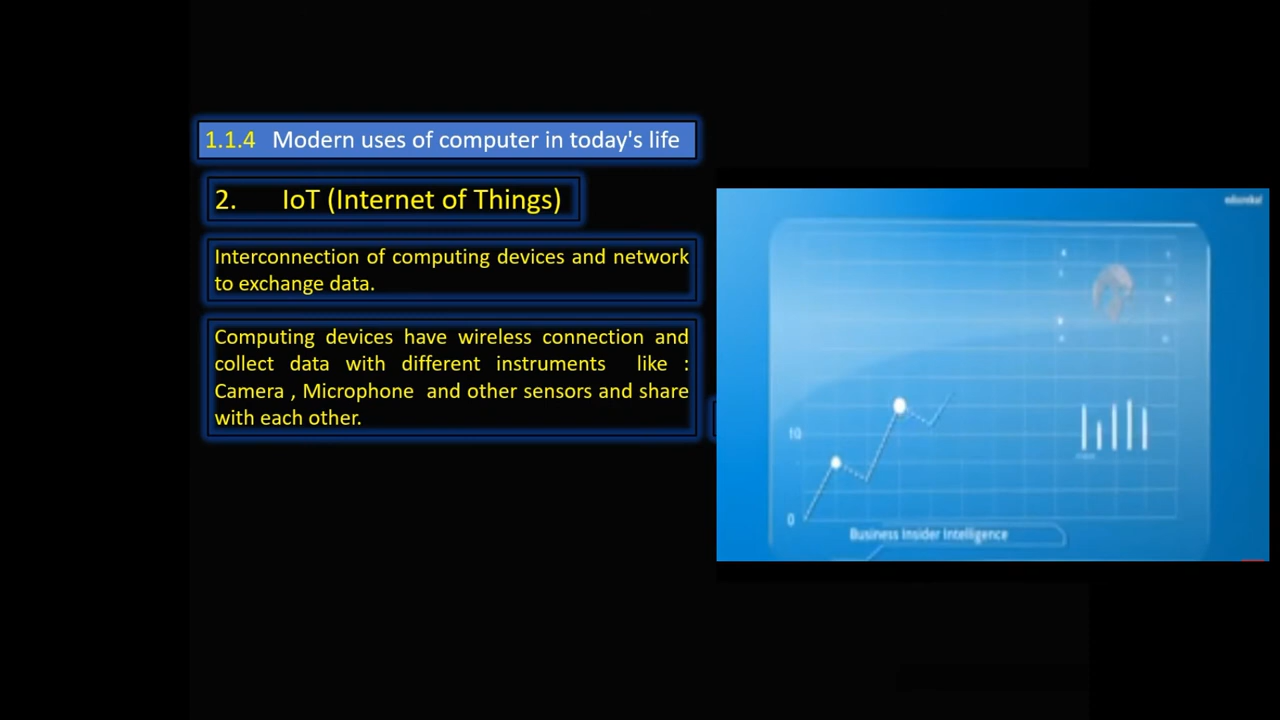 1.1.4 Modern uses of computer in today's life
2. IoT (Internet of Things)
Interconnection of computing devices and network
to exchange data.
Computing devices have wireless connection and
collect data with different instruments like :
Camera , Microphone and other sensors and share
with each other.
edureka!
10
0
Business Insider Intelligence